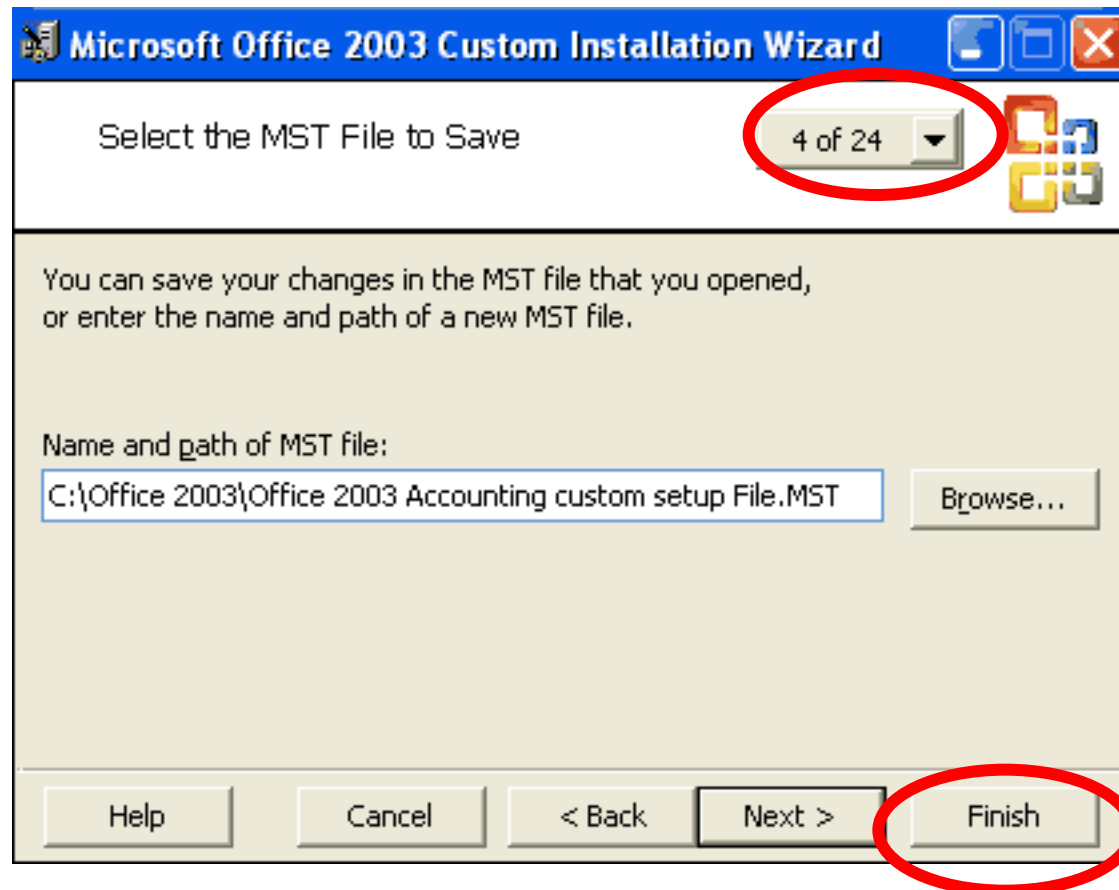 Microsoft Office 2003 Custom Installation Wizard
Select the MST File to Save
4 of 24
You can save your changes in the MST file that you opened,
or enter the name and path of a new MST file.
Name and path of MST file:
C:\Office 2003\Office 2003 Accounting custom setup File.MST
Browse...
Help
Cancel
< Back
Next >
Finish